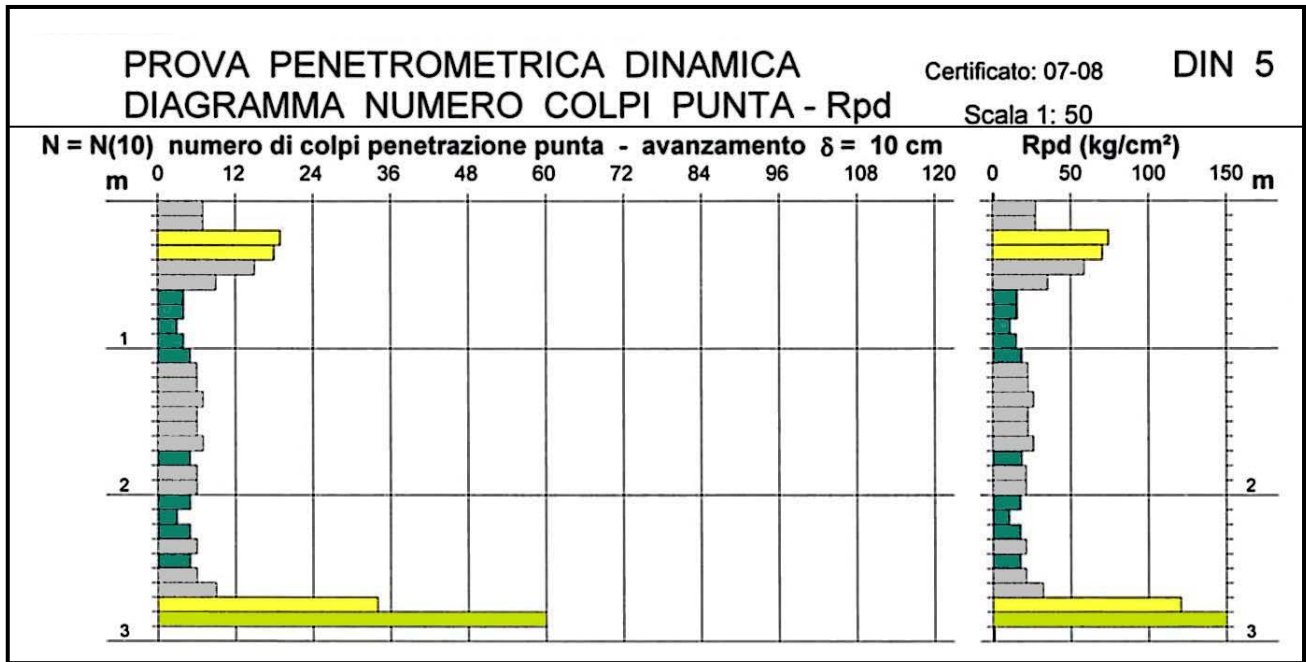 PROVA PENETROMETRICA DINAMICA
Certificato: 07-08
DIN 5
DIAGRAMMA NUMERO COLPI PUNTA - Rpd
Scala 1: 50
N = N(10) numero di colpi penetrazione punta - avanzamento δ = 10 cm
Rpd (kg/cm²)
m 0 12 24 36 48 60 72 84 96 108 120
0 50 100 150 m
1
2 2
3 3